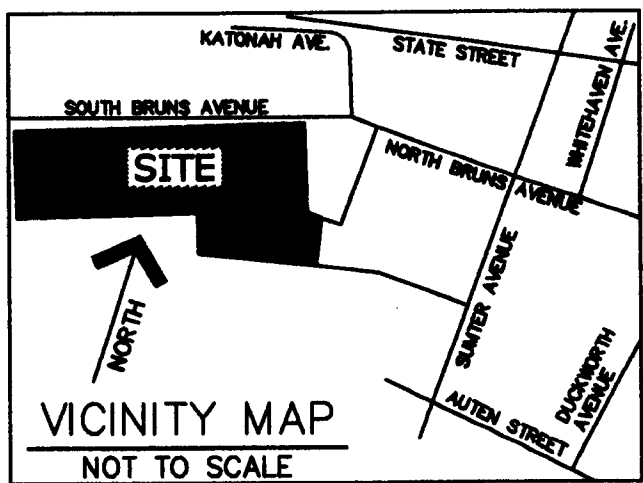 KATONAH AVE.
STATE STREET
WHITEHAVEN AVE.
SOUTH BRUNS AVENUE
NORTH BRUNS AVENUE
SITE
SUMTER AVENUE
NORTH
DUCKWORTH
AVENUE
AUTEN STREET
VICINITY MAP
NOT TO SCALE